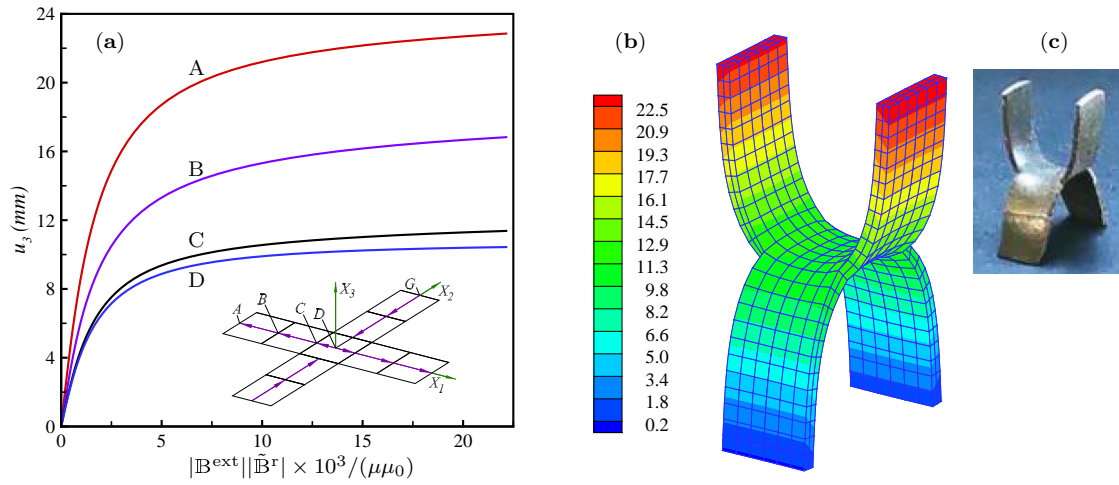 (a)
24
20
16
12
8
4
0
u₃ (mm)
A
B
C
D
0 5 10 15 20
|𝔹ᵉˣᵗ||𝔹̃ʳ| × 10³/(μμ₀)
A B C D G X₃ X₂ X₁
(b)
22.5
20.9
19.3
17.7
16.1
14.5
12.9
11.3
9.8
8.2
6.6
5.0
3.4
1.8
0.2
(c)